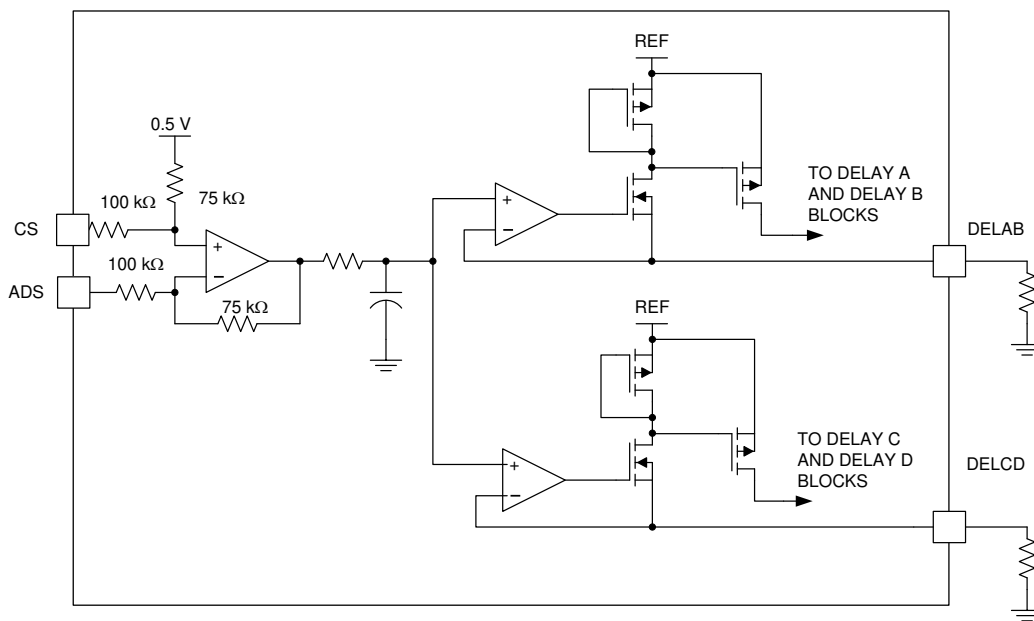 REF
0.5 V
100 kΩ
75 kΩ
CS
+
−
100 kΩ
ADS
75 kΩ
+
−
TO DELAY A
AND DELAY B
BLOCKS
DELAB
REF
+
−
TO DELAY C
AND DELAY D
BLOCKS
DELCD